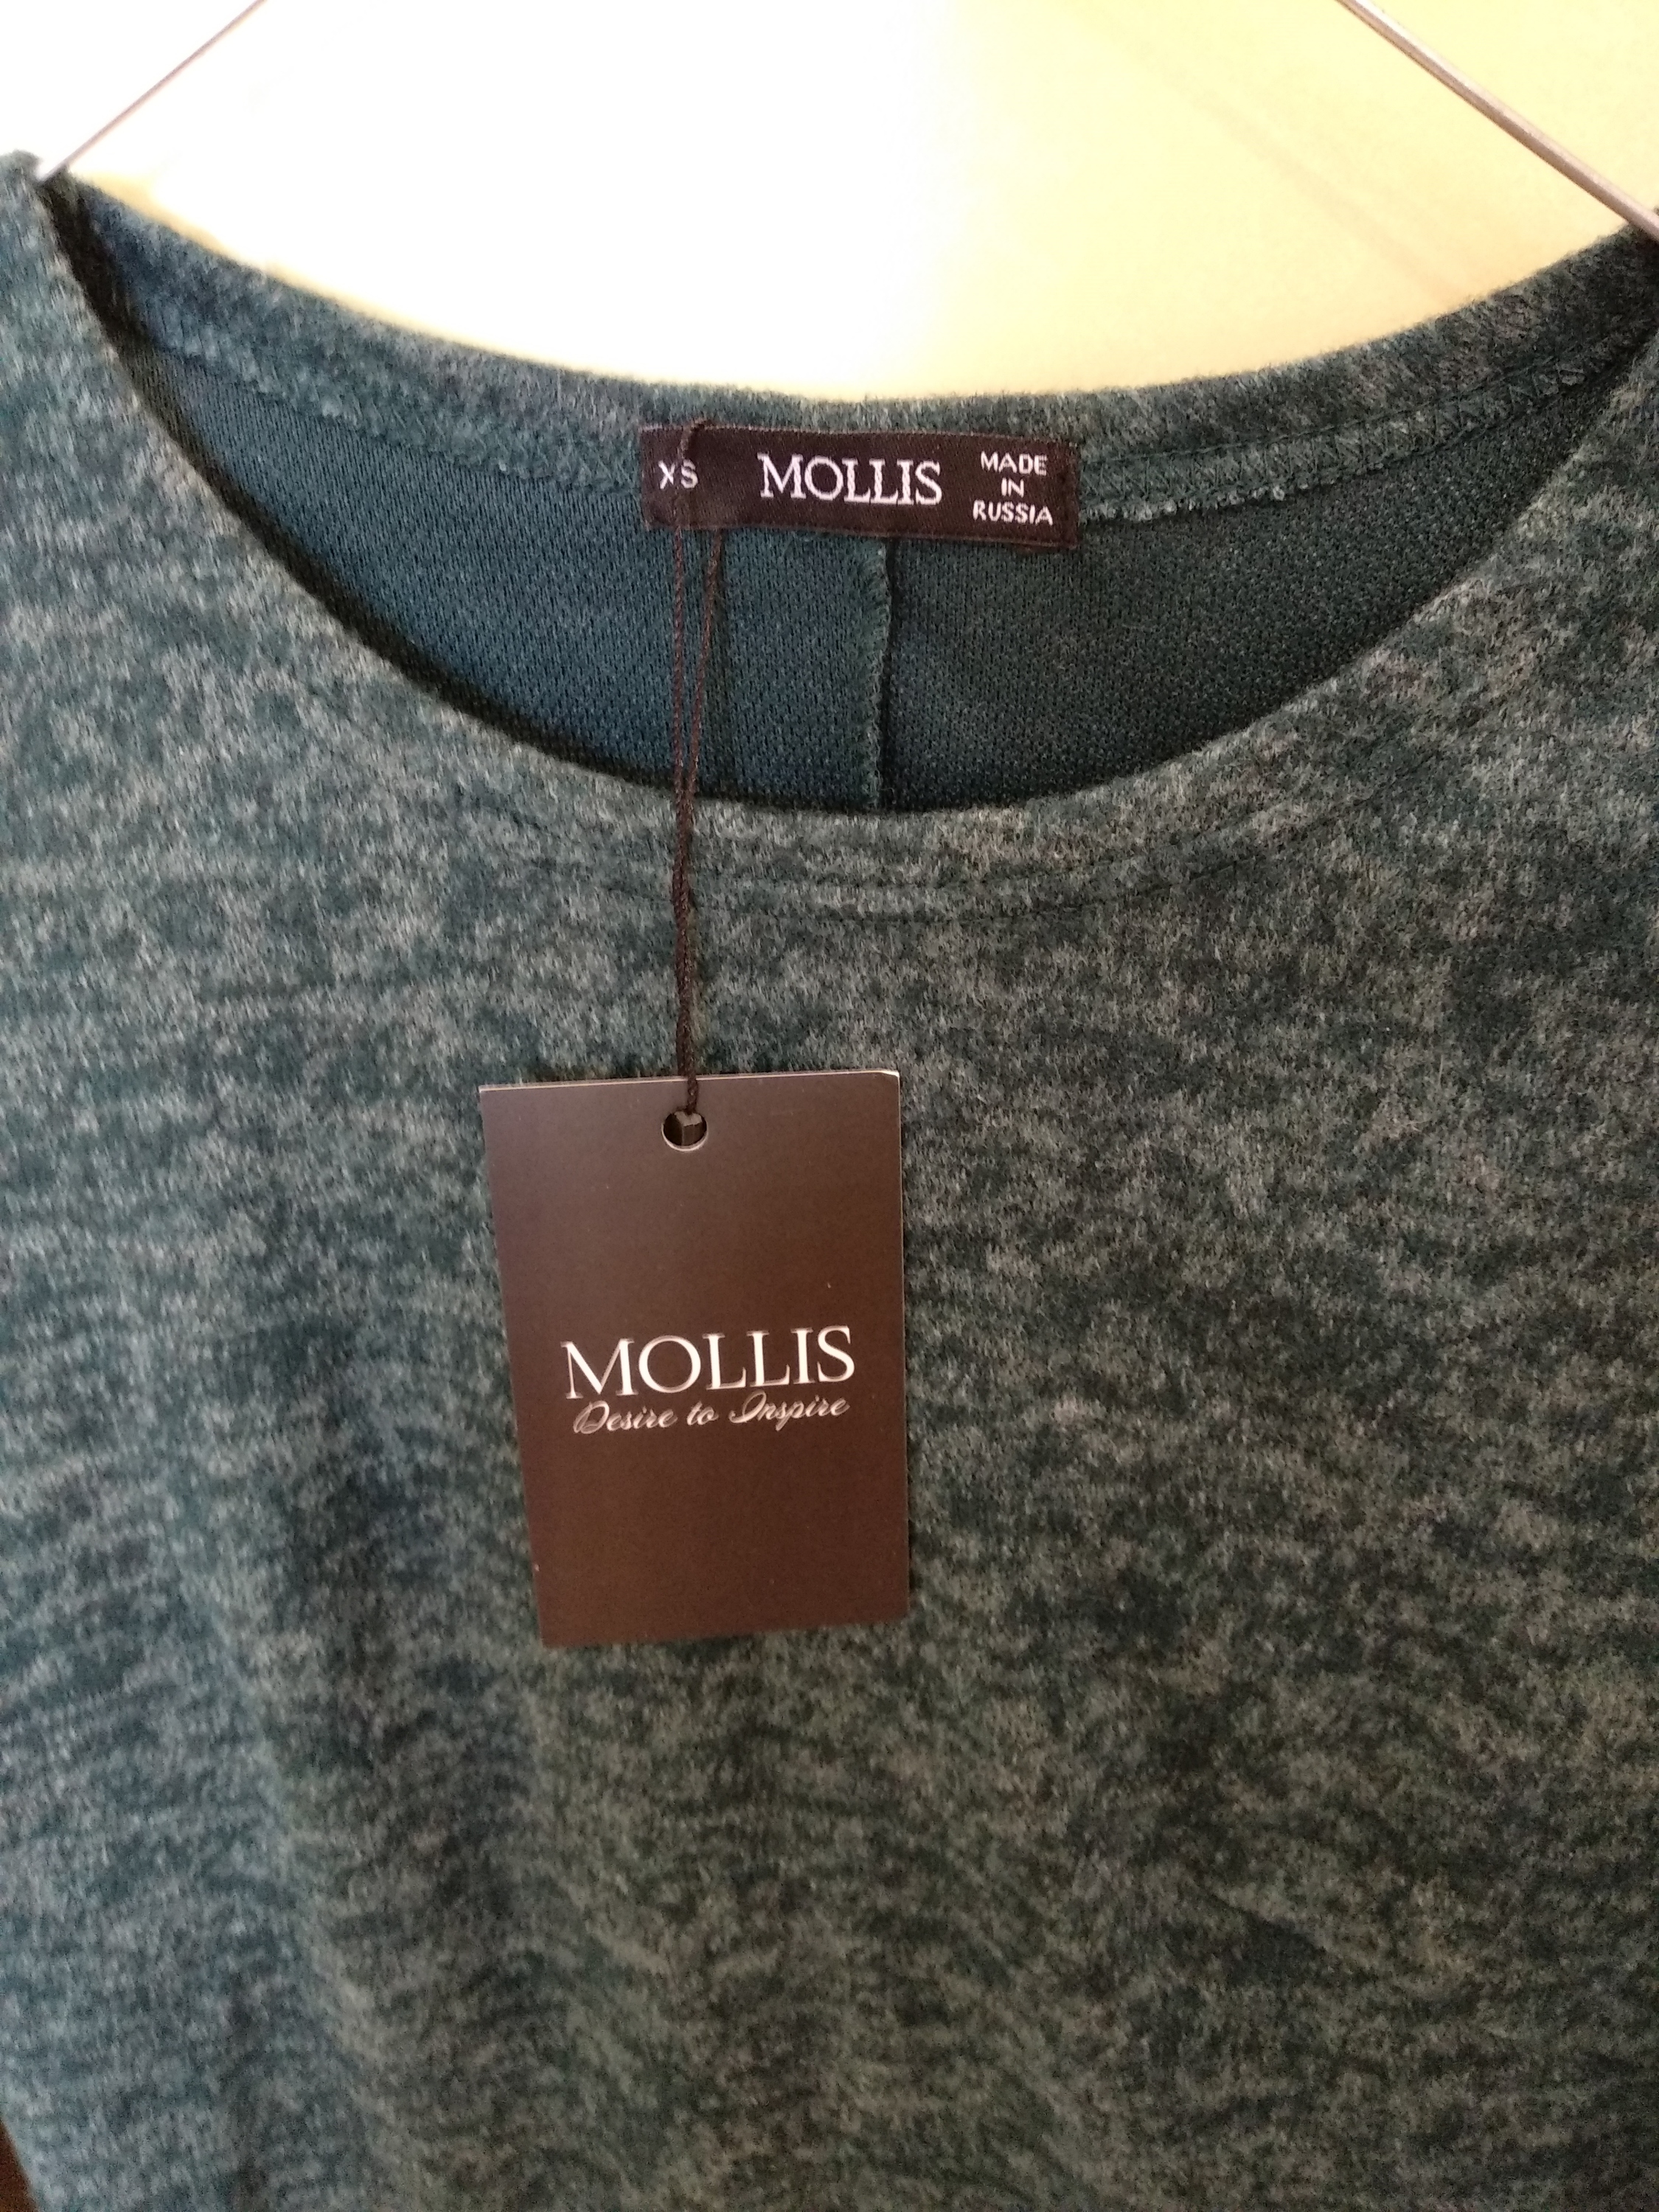 XS
MOLLIS
MADE
IN
RUSSIA
MOLLIS
Desire to Inspire